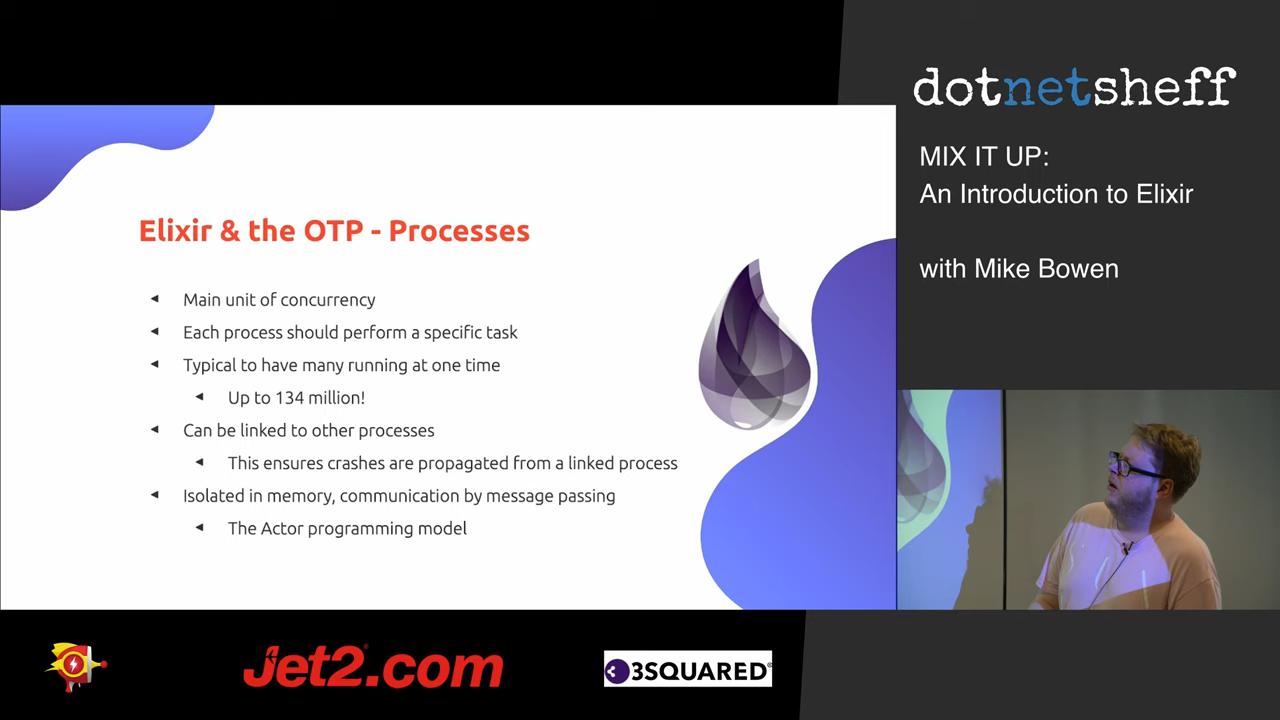 dotnetsheff
MIX IT UP:
An Introduction to Elixir
with Mike Bowen
Elixir & the OTP - Processes
Main unit of concurrency
Each process should perform a specific task
Typical to have many running at one time
Up to 134 million!
Can be linked to other processes
This ensures crashes are propagated from a linked process
Isolated in memory, communication by message passing
The Actor programming model
Jet2.com
3SQUARED